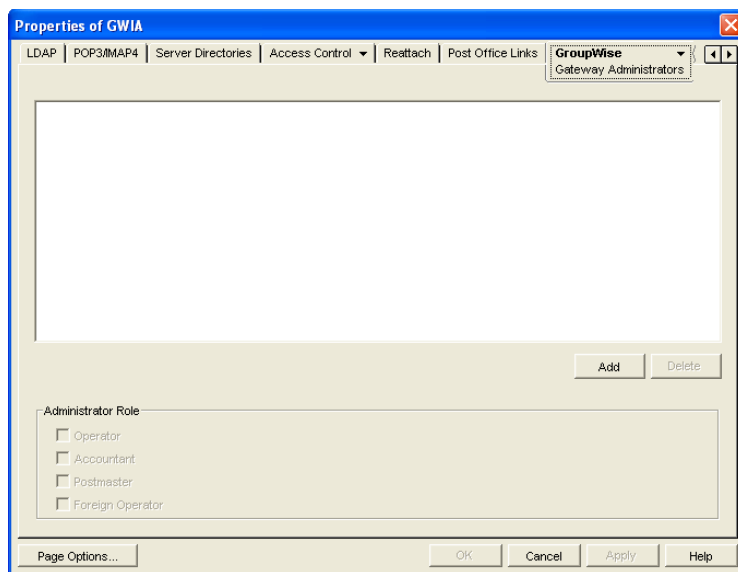 Properties of GWIA
LDAP POP3/IMAP4 Server Directories Access Control Reattach Post Office Links GroupWise
Gateway Administrators
Add Delete
Administrator Role
Operator
Accountant
Postmaster
Foreign Operator
Page Options... OK Cancel Apply Help